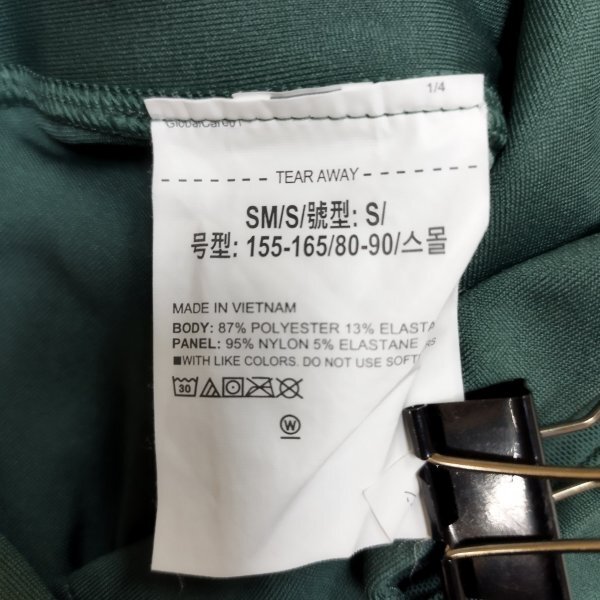 1/4
GlobalCare01
TEAR AWAY
SM/S/號型: S/
号型: 155-165/80-90/스몰
MADE IN VIETNAM
BODY: 87% POLYESTER 13% ELASTA
PANEL: 95% NYLON 5% ELASTANE
■WITH LIKE COLORS. DO NOT USE SOFT
30
W